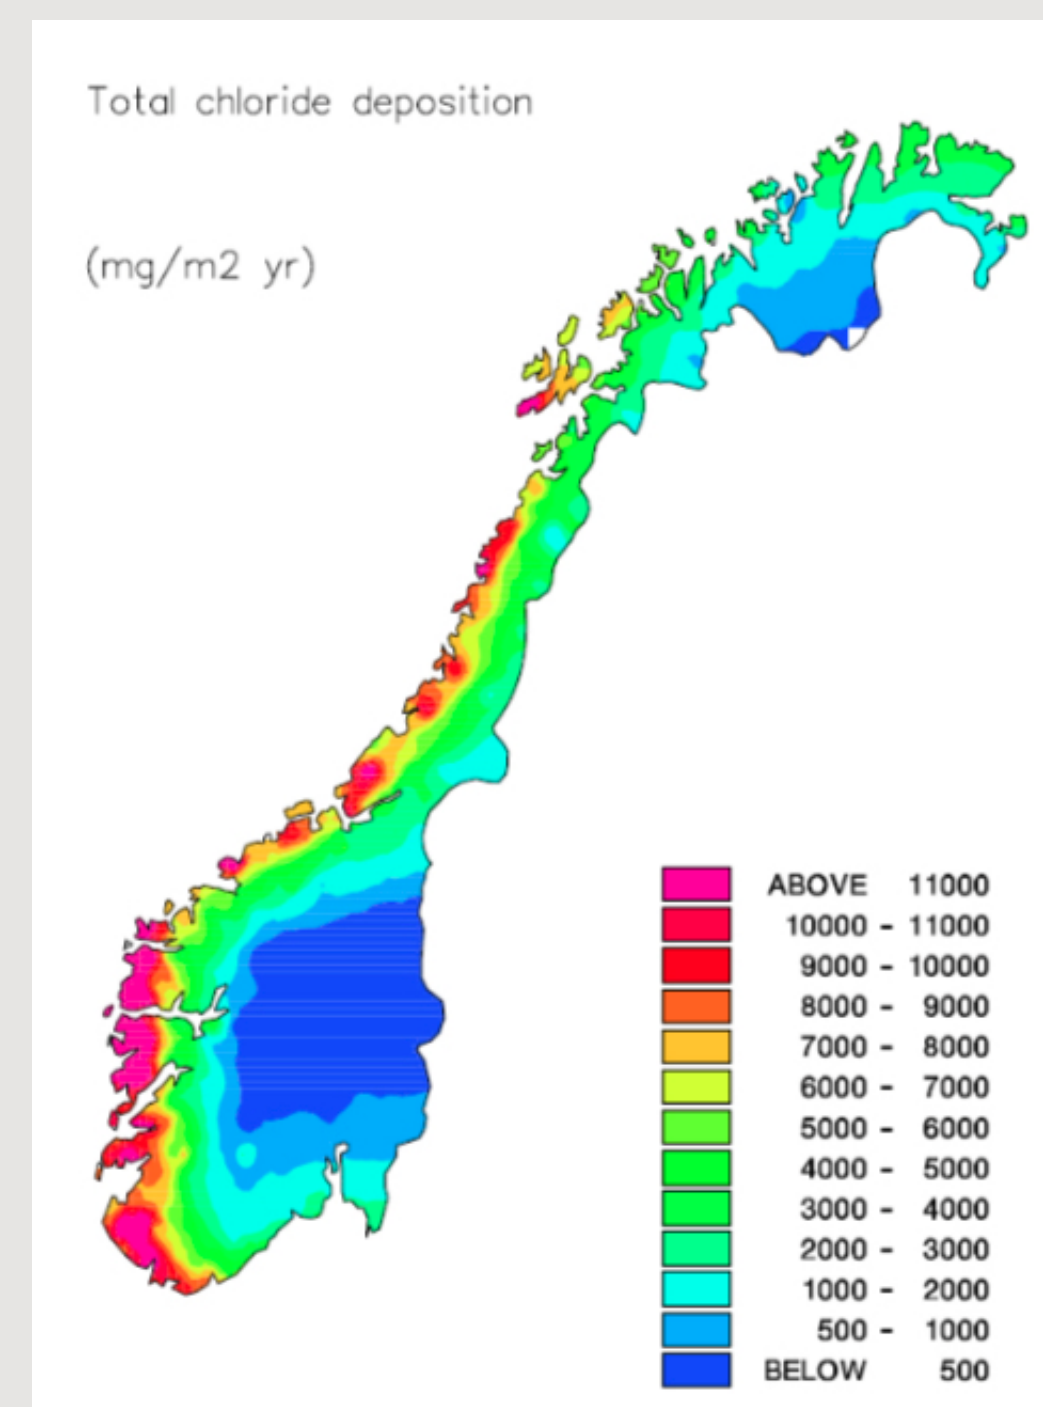 Total chloride deposition
(mg/m2 yr)
ABOVE 11000
10000 - 11000
9000 - 10000
8000 - 9000
7000 - 8000
6000 - 7000
5000 - 6000
4000 - 5000
3000 - 4000
2000 - 3000
1000 - 2000
500 - 1000
BELOW 500